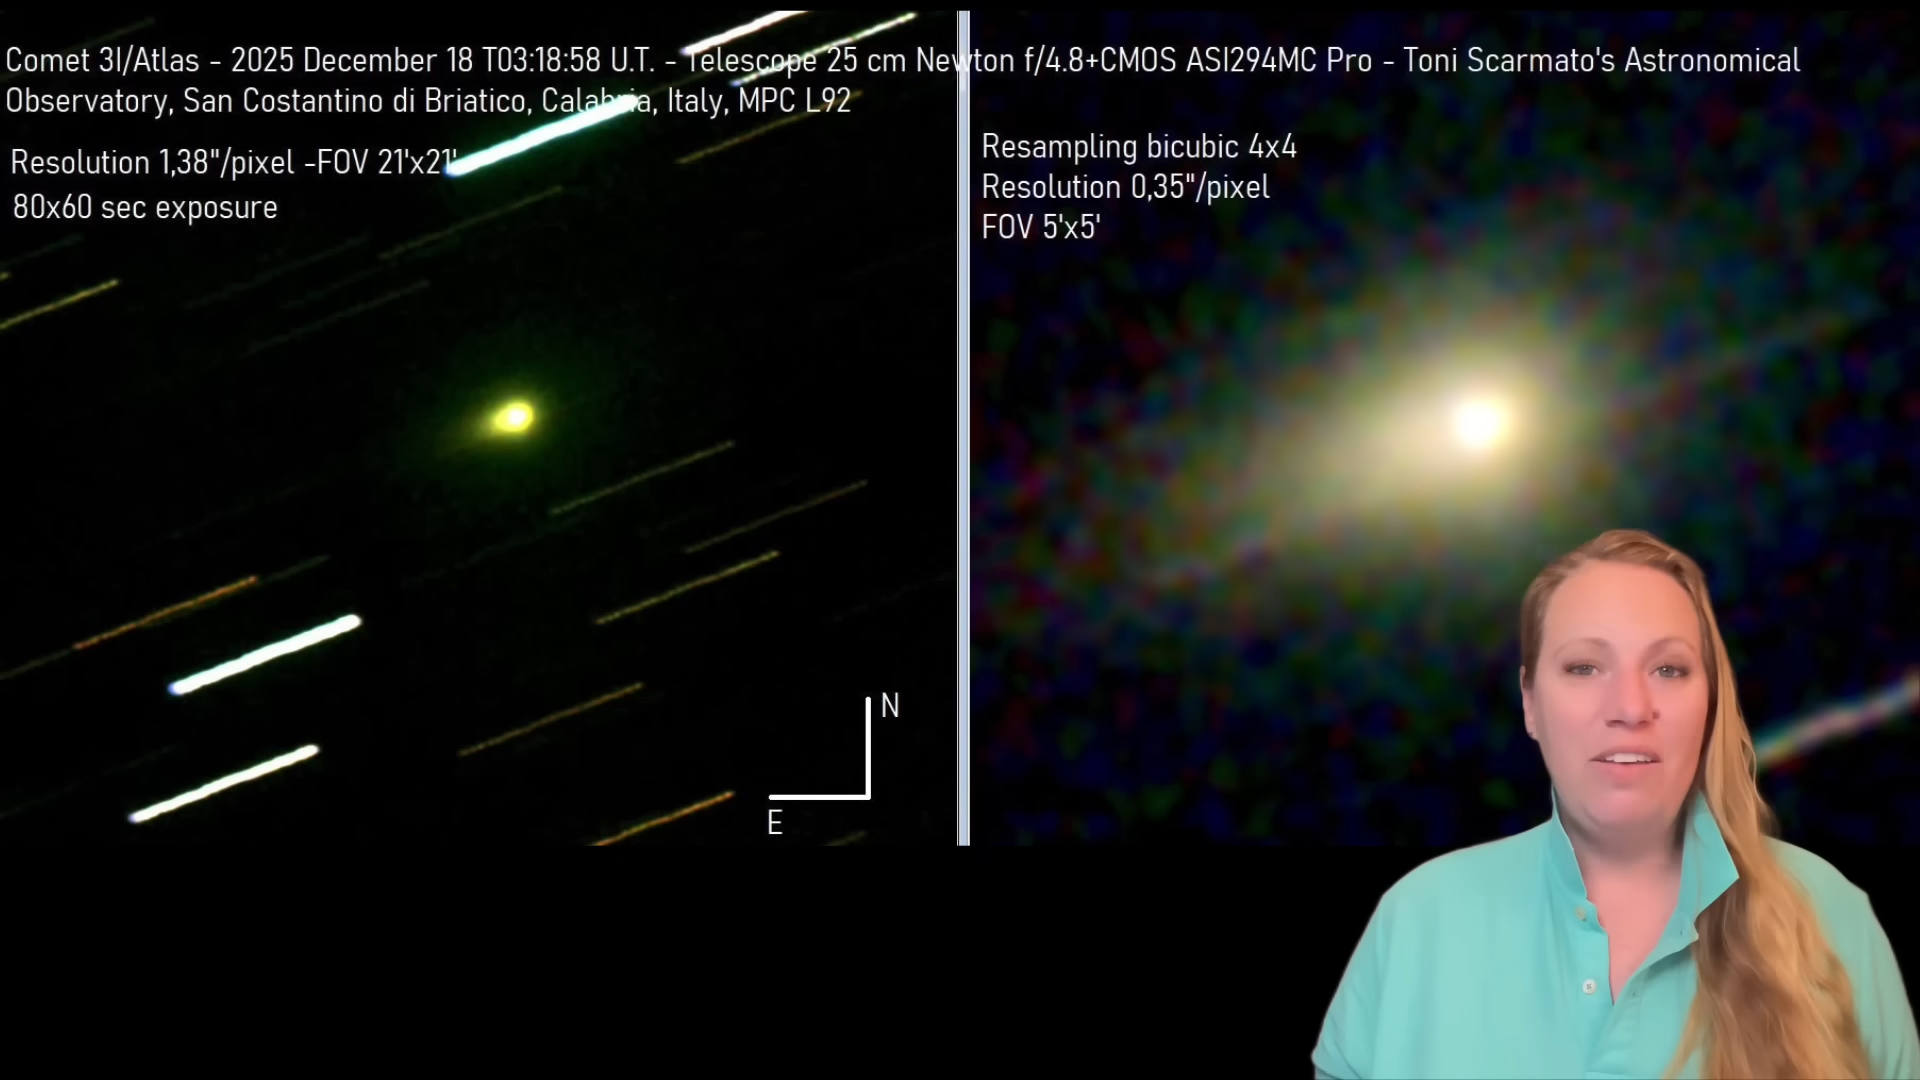 Comet 3I/Atlas - 2025 December 18 T03:18:58 U.T. - Telescope 25 cm Newton f/4.8+CMOS ASI294MC Pro - Toni Scarmato's Astronomical
Observatory, San Costantino di Briatico, Calabria, Italy, MPC L92
Resolution 1,38"/pixel -FOV 21'x21'
80x60 sec exposure
Resampling bicubic 4x4
Resolution 0,35"/pixel
FOV 5'x5'
N
E